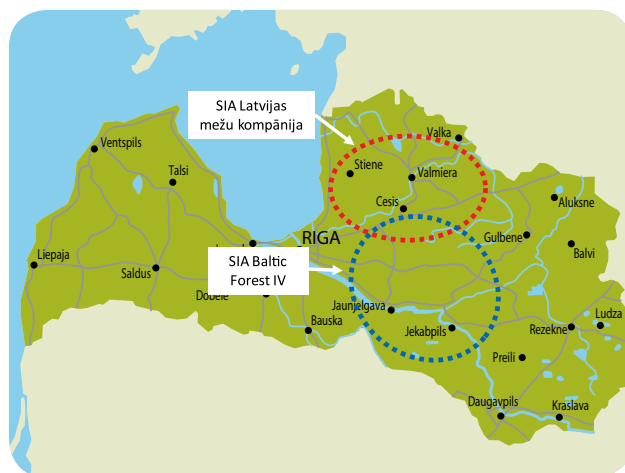 SIA Latvijas
mežu kompānija
Valka
Ventspils
Stiene
Valmiera
Talsi
Cesis
Aluksne
RIGA
Gulbene
Balvi
SIA Baltic
Forest IV
Liepaja
Saldus
Dobele
Jaunjelgava
Bauska
Jekabpils
Ludza
Rezekne
Preili
Daugavpils
Kraslava